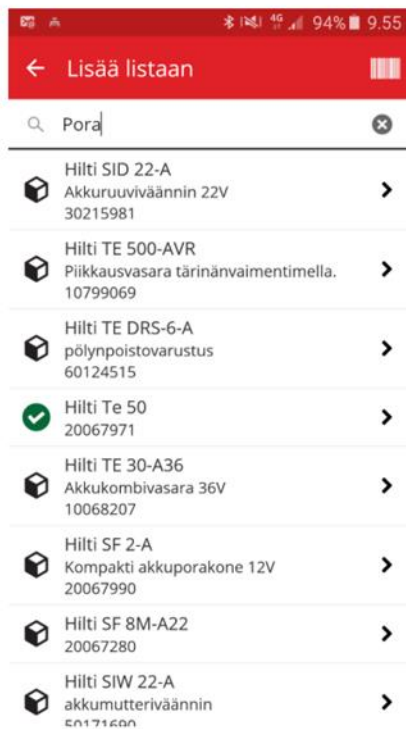 4G 94% 9.55
Lisää listaan
Pora
Hilti SID 22-A
Akkuruuviväännin 22V
30215981
Hilti TE 500-AVR
Piikkausvasara tärinänvaimentimella.
10799069
Hilti TE DRS-6-A
pölynpoistovarustus
60124515
Hilti Te 50
20067971
Hilti TE 30-A36
Akkukombivasara 36V
10068207
Hilti SF 2-A
Kompakti akkuporakone 12V
20067990
Hilti SF 8M-A22
20067280
Hilti SIW 22-A
akkumutteriväännin
50171690